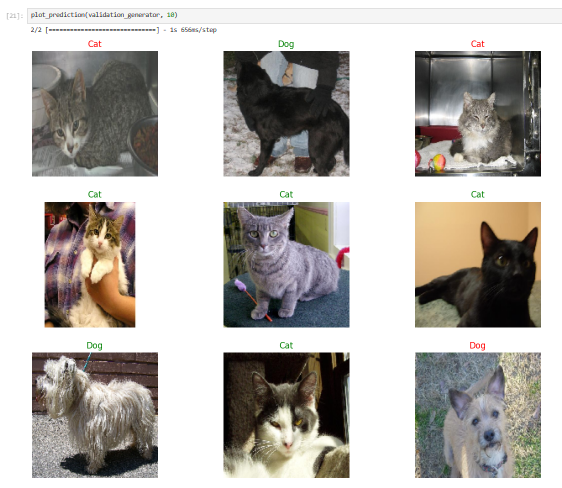 [21]: plot_prediction(validation_generator, 10)
2/2 [==============================] - 1s 656ms/step
Cat Dog Cat
Cat Cat Cat
Dog Cat Dog